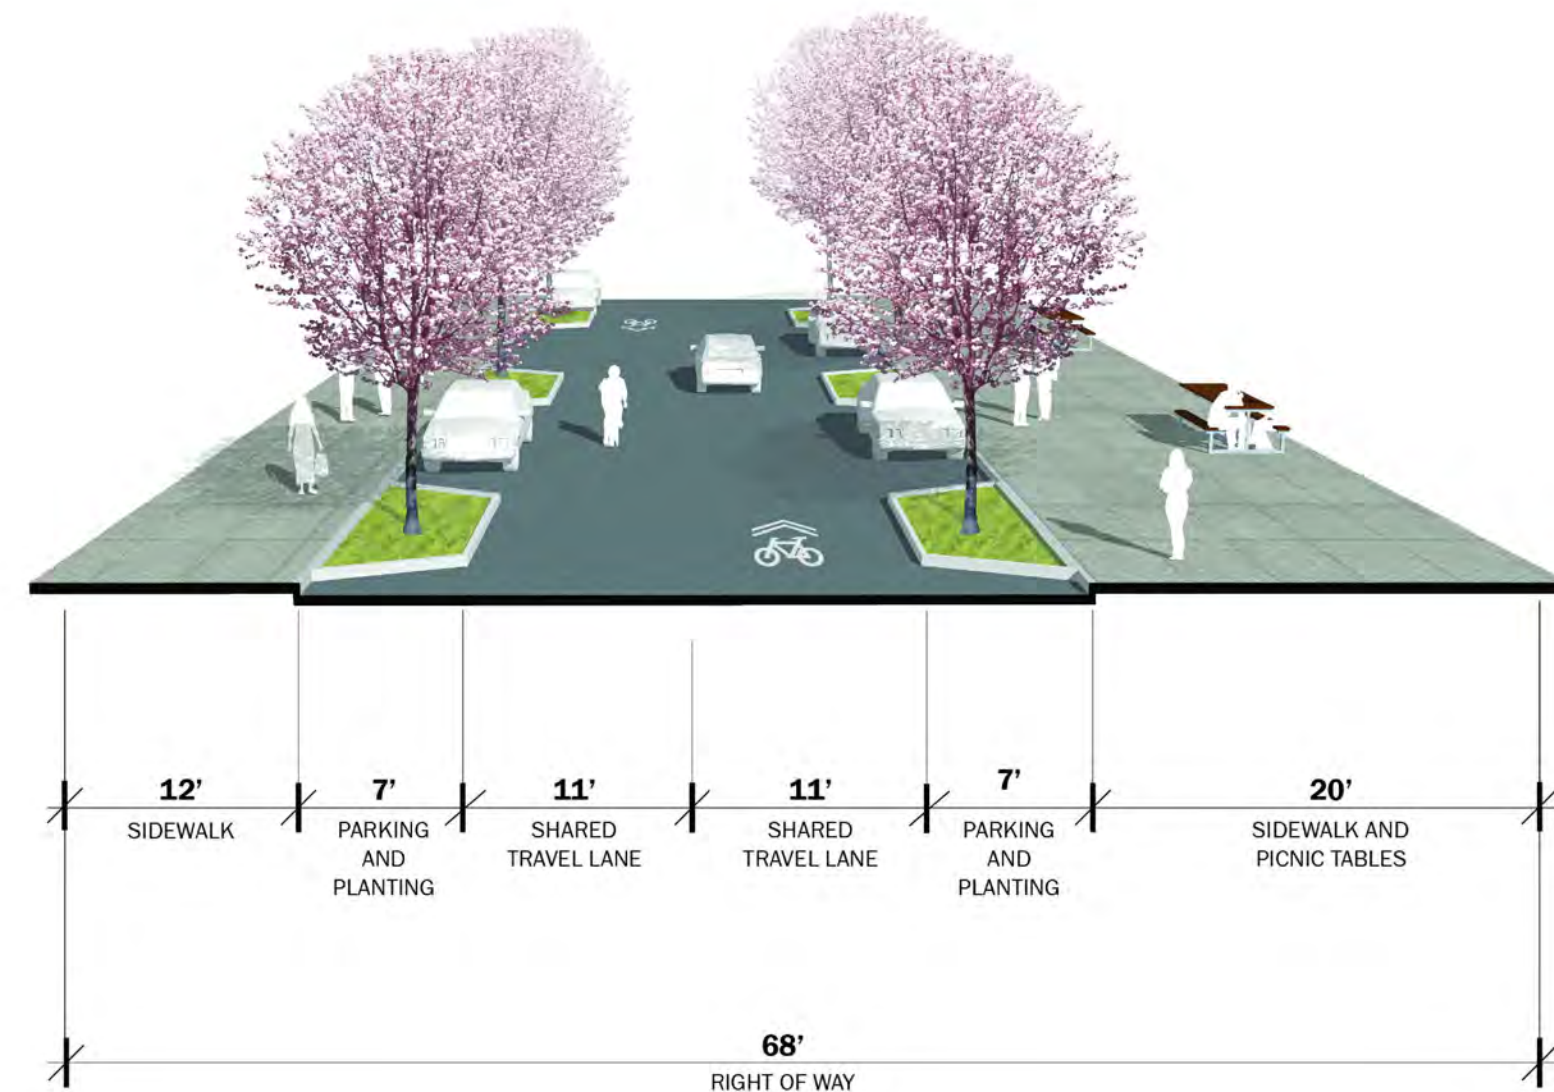 12’
SIDEWALK
7’
PARKING
AND
PLANTING
11’
SHARED
TRAVEL LANE
11’
SHARED
TRAVEL LANE
7’
PARKING
AND
PLANTING
20’
SIDEWALK AND
PICNIC TABLES
68’
RIGHT OF WAY